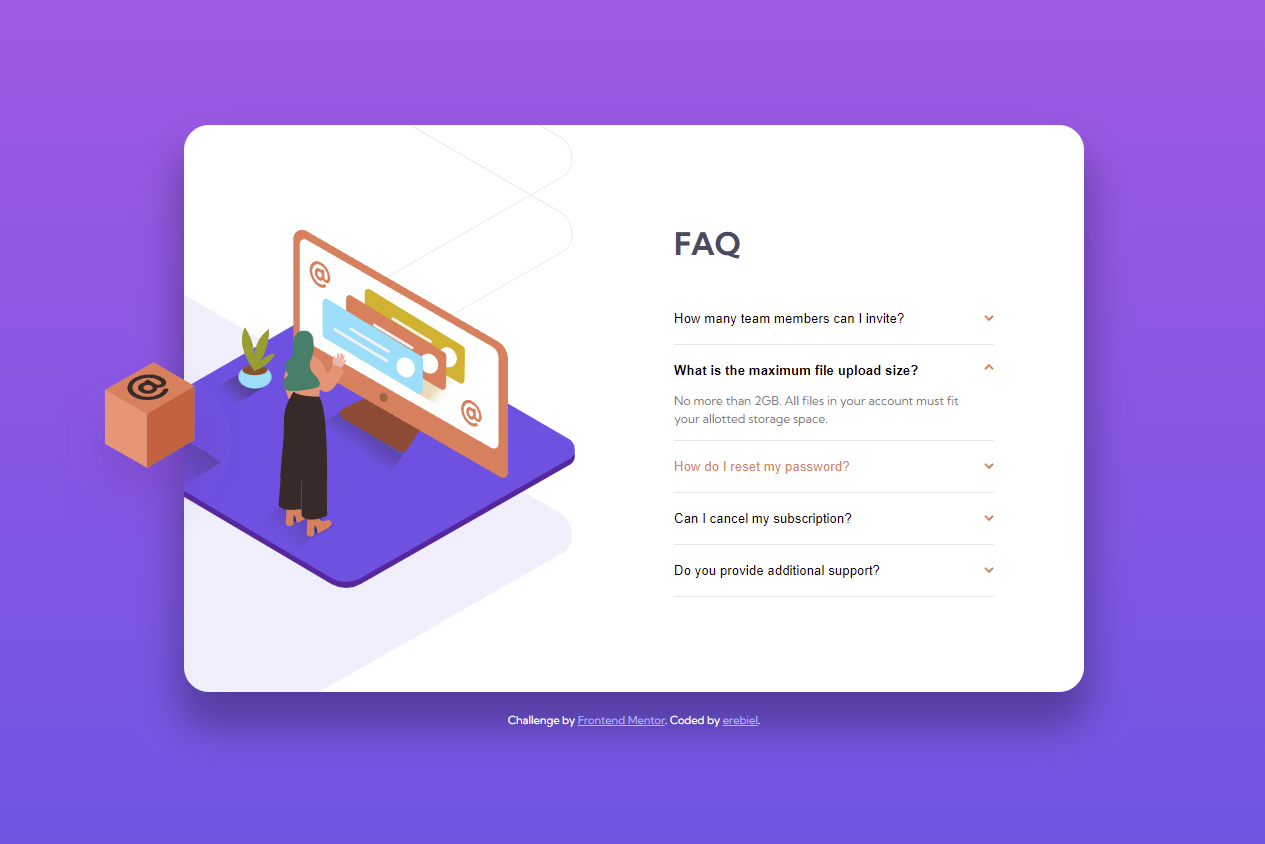 FAQ
How many team members can I invite?
What is the maximum file upload size?
No more than 2GB. All files in your account must fit
your allotted storage space.
How do I reset my password?
Can I cancel my subscription?
Do you provide additional support?
Challenge by Frontend Mentor. Coded by erebiel.
@
@
@